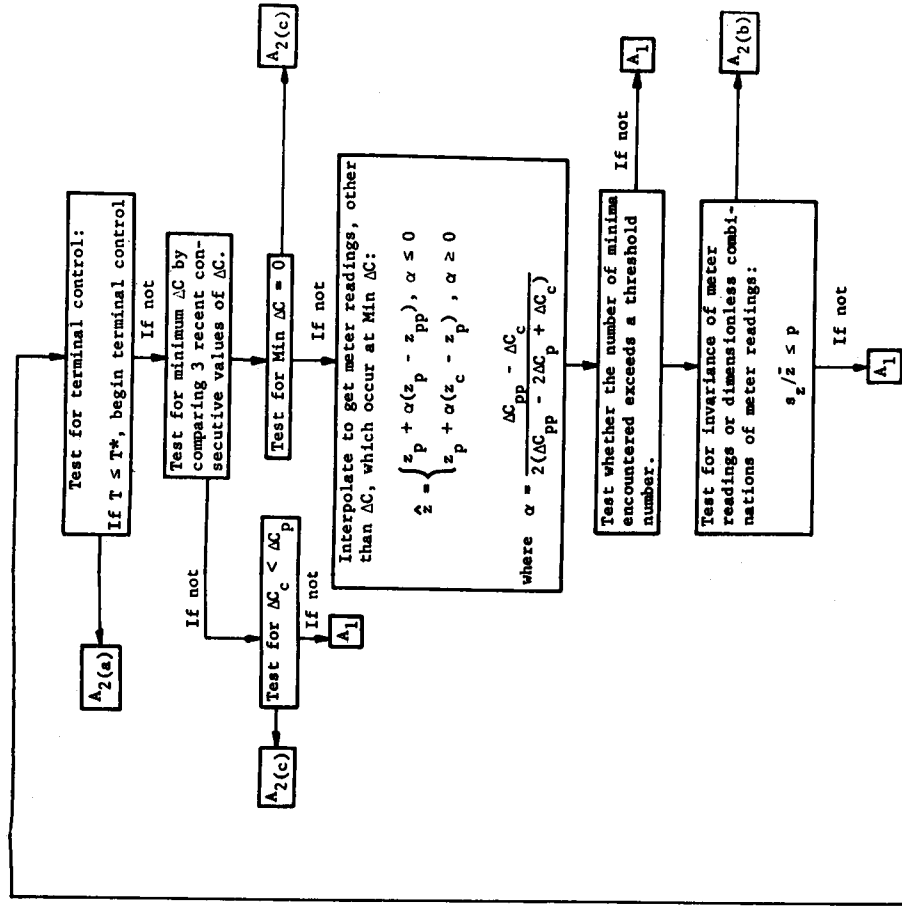 Test for terminal control:
If T ≤ T*, begin terminal control
A2(a)
If not
Test for minimum ΔC by
comparing 3 recent con-
secutive values of ΔC.
If not
Test for ΔCc < ΔCp
A2(c)
If not
A1
Test for Min ΔC = 0
A2(c)
If not
Interpolate to get meter readings, other
than ΔC, which occur at Min ΔC:
ẑ = { zp + α(zp - zpp), α ≤ 0
zp + α(zc - zp) , α ≥ 0
where α = (ΔCpp - ΔCc) / 2(ΔCpp - 2ΔCp + ΔCc)
Test whether the number of minima
encountered exceeds a threshold
number.
If not
A1
Test for invariance of meter
readings or dimensionless combi-
nations of meter readings:
sz/z̄ ≤ p
A2(b)
If not
A1